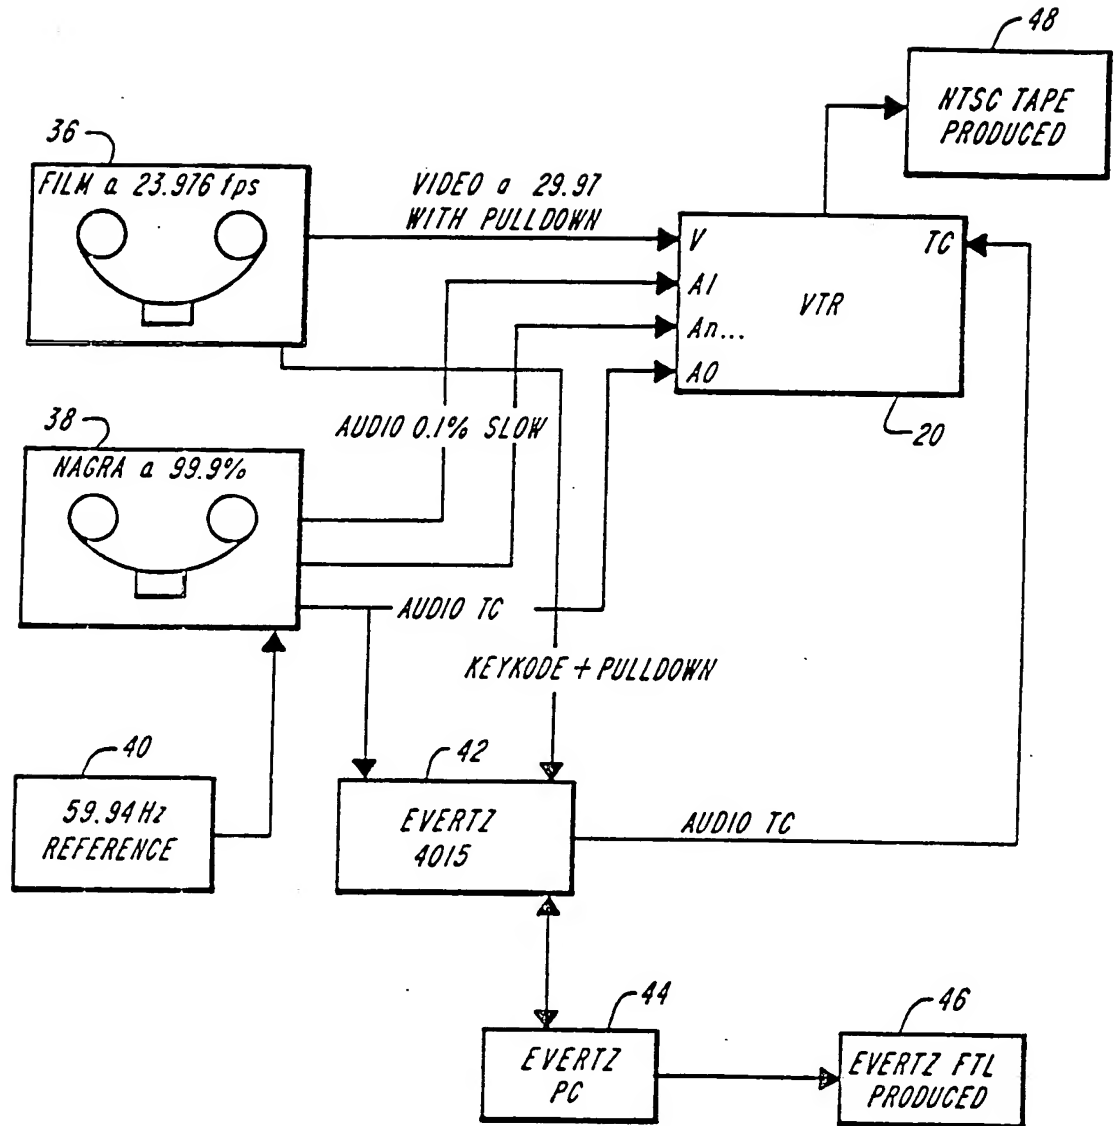 48
NTSC TAPE
PRODUCED
36
FILM a 23.976 fps
VIDEO a 29.97
WITH PULLDOWN
V
TC
A1
VTR
An...
A0
20
AUDIO 0.1% SLOW
38
NAGRA a 99.9%
AUDIO TC
KEYKODE + PULLDOWN
40
59.94 Hz
REFERENCE
42
EVERTZ
4015
AUDIO TC
44
EVERTZ
PC
46
EVERTZ FTL
PRODUCED